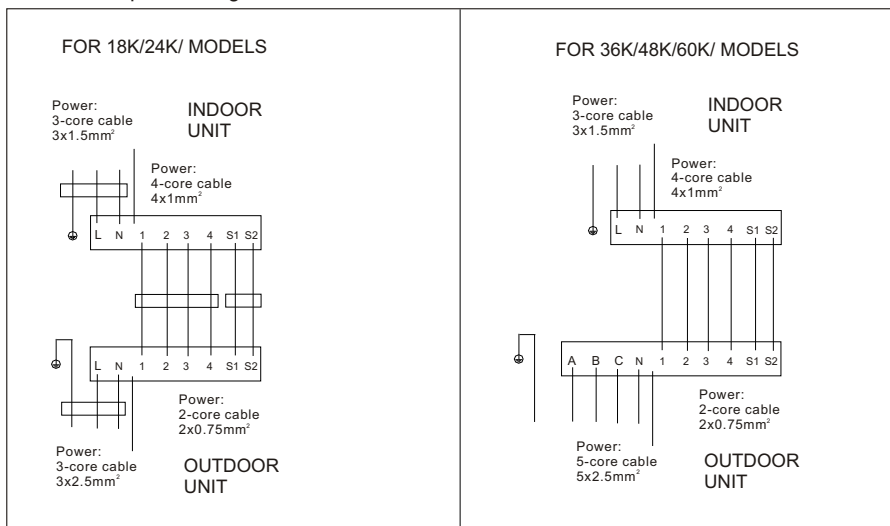 FOR 18K/24K/ MODELS
Power:
3-core cable
3x1.5mm²
INDOOR
UNIT
Power:
4-core cable
4x1mm²
L N 1 2 3 4 S1 S2
L N 1 2 3 4 S1 S2
Power:
2-core cable
2x0.75mm²
Power:
3-core cable
3x2.5mm²
OUTDOOR
UNIT
FOR 36K/48K/60K/ MODELS
Power:
3-core cable
3x1.5mm²
INDOOR
UNIT
Power:
4-core cable
4x1mm²
L N 1 2 3 4 S1 S2
A B C N 1 2 3 4 S1 S2
Power:
2-core cable
2x0.75mm²
Power:
5-core cable
5x2.5mm²
OUTDOOR
UNIT